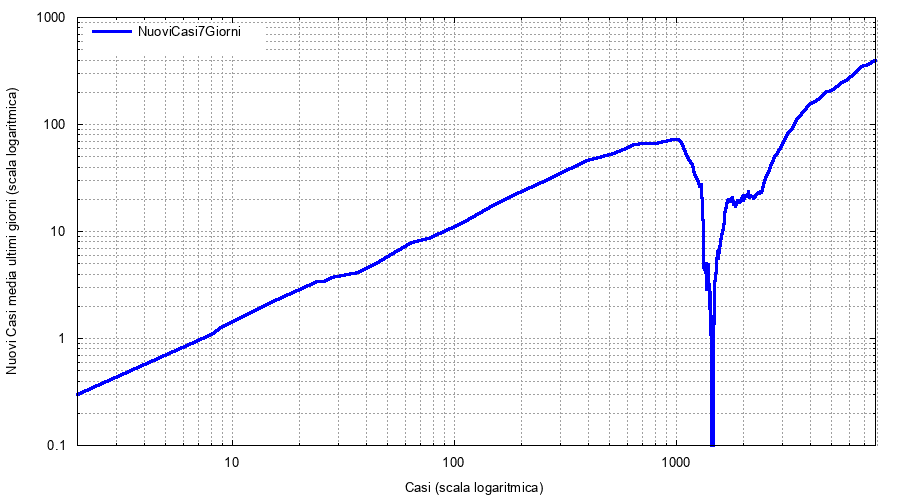 NuoviCasi7Giorni
Nuovi Casi media ultimi giorni (scala logaritmica)
1000
100
10
1
0.1
10
100
1000
Casi (scala logaritmica)